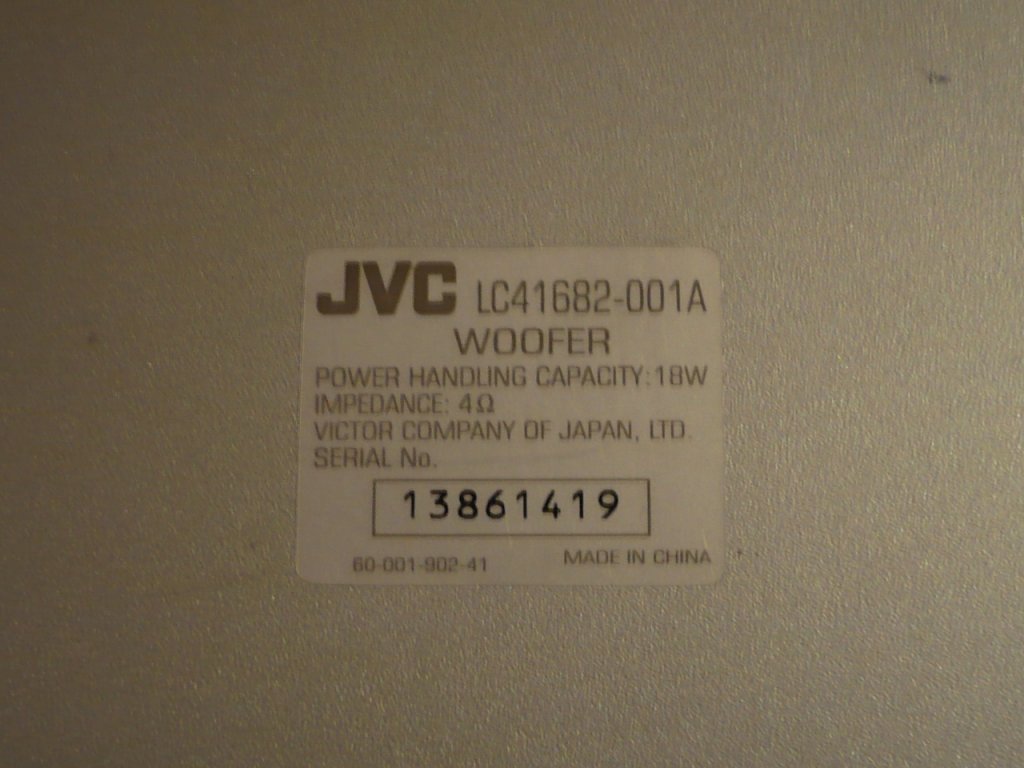 JVC LC41682-001A
WOOFER
POWER HANDLING CAPACITY: 18W
IMPEDANCE: 4Ω
VICTOR COMPANY OF JAPAN, LTD.
SERIAL No.
13861419
60-001-902-41 MADE IN CHINA